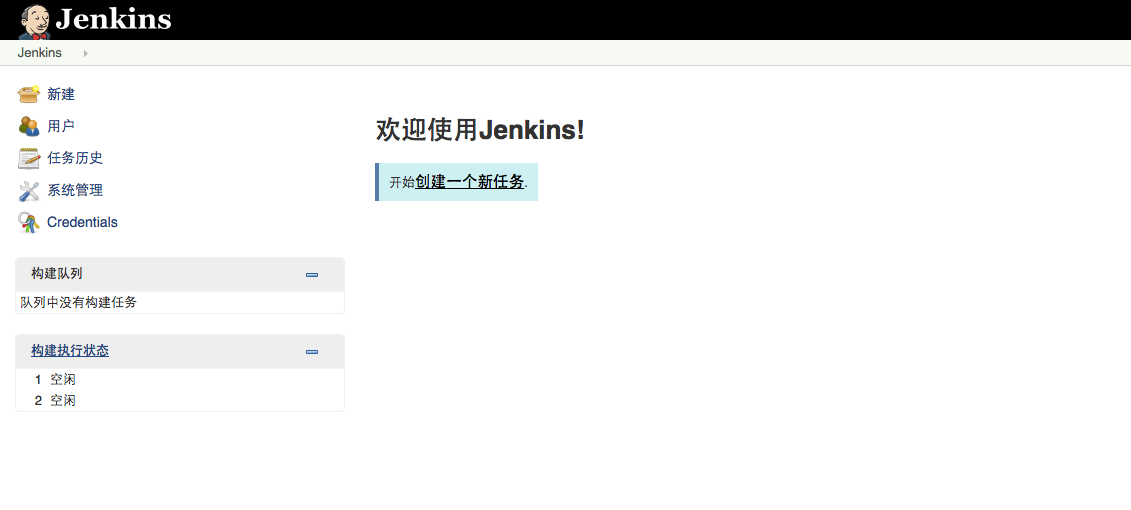 Jenkins
Jenkins
新建
用户
任务历史
系统管理
Credentials
欢迎使用Jenkins!
开始创建一个新任务.
构建队列
队列中没有构建任务
构建执行状态
1 空闲
2 空闲